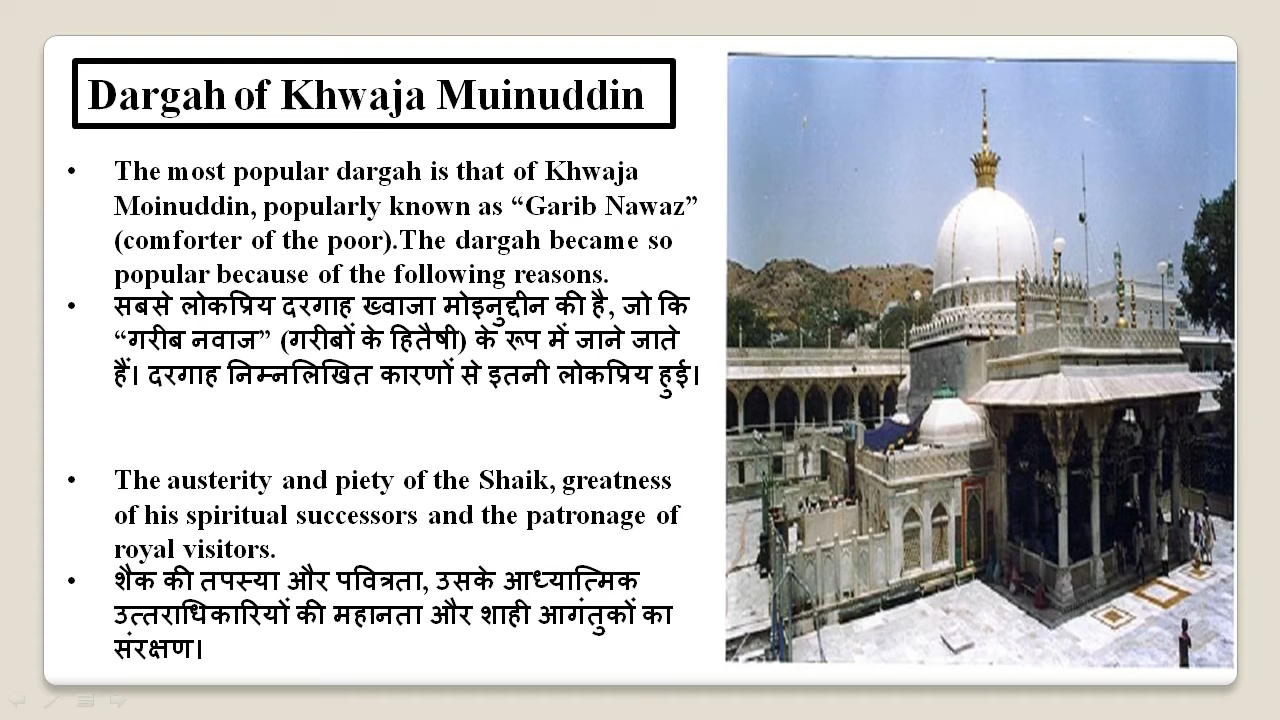 Dargah of Khwaja Muinuddin
• The most popular dargah is that of Khwaja
Moinuddin, popularly known as “Garib Nawaz”
(comforter of the poor).The dargah became so
popular because of the following reasons.
• सबसे लोकप्रिय दरगाह ख्वाजा मोइनुद्दीन की है, जो कि
“गरीब नवाज” (गरीबों के हितैषी) के रूप में जाने जाते
हैं। दरगाह निम्नलिखित कारणों से इतनी लोकप्रिय हुई।
• The austerity and piety of the Shaik, greatness
of his spiritual successors and the patronage of
royal visitors.
• शैक की तपस्या और पवित्रता, उसके आध्यात्मिक
उत्तराधिकारियों की महानता और शाही आगंतुकों का
संरक्षण।